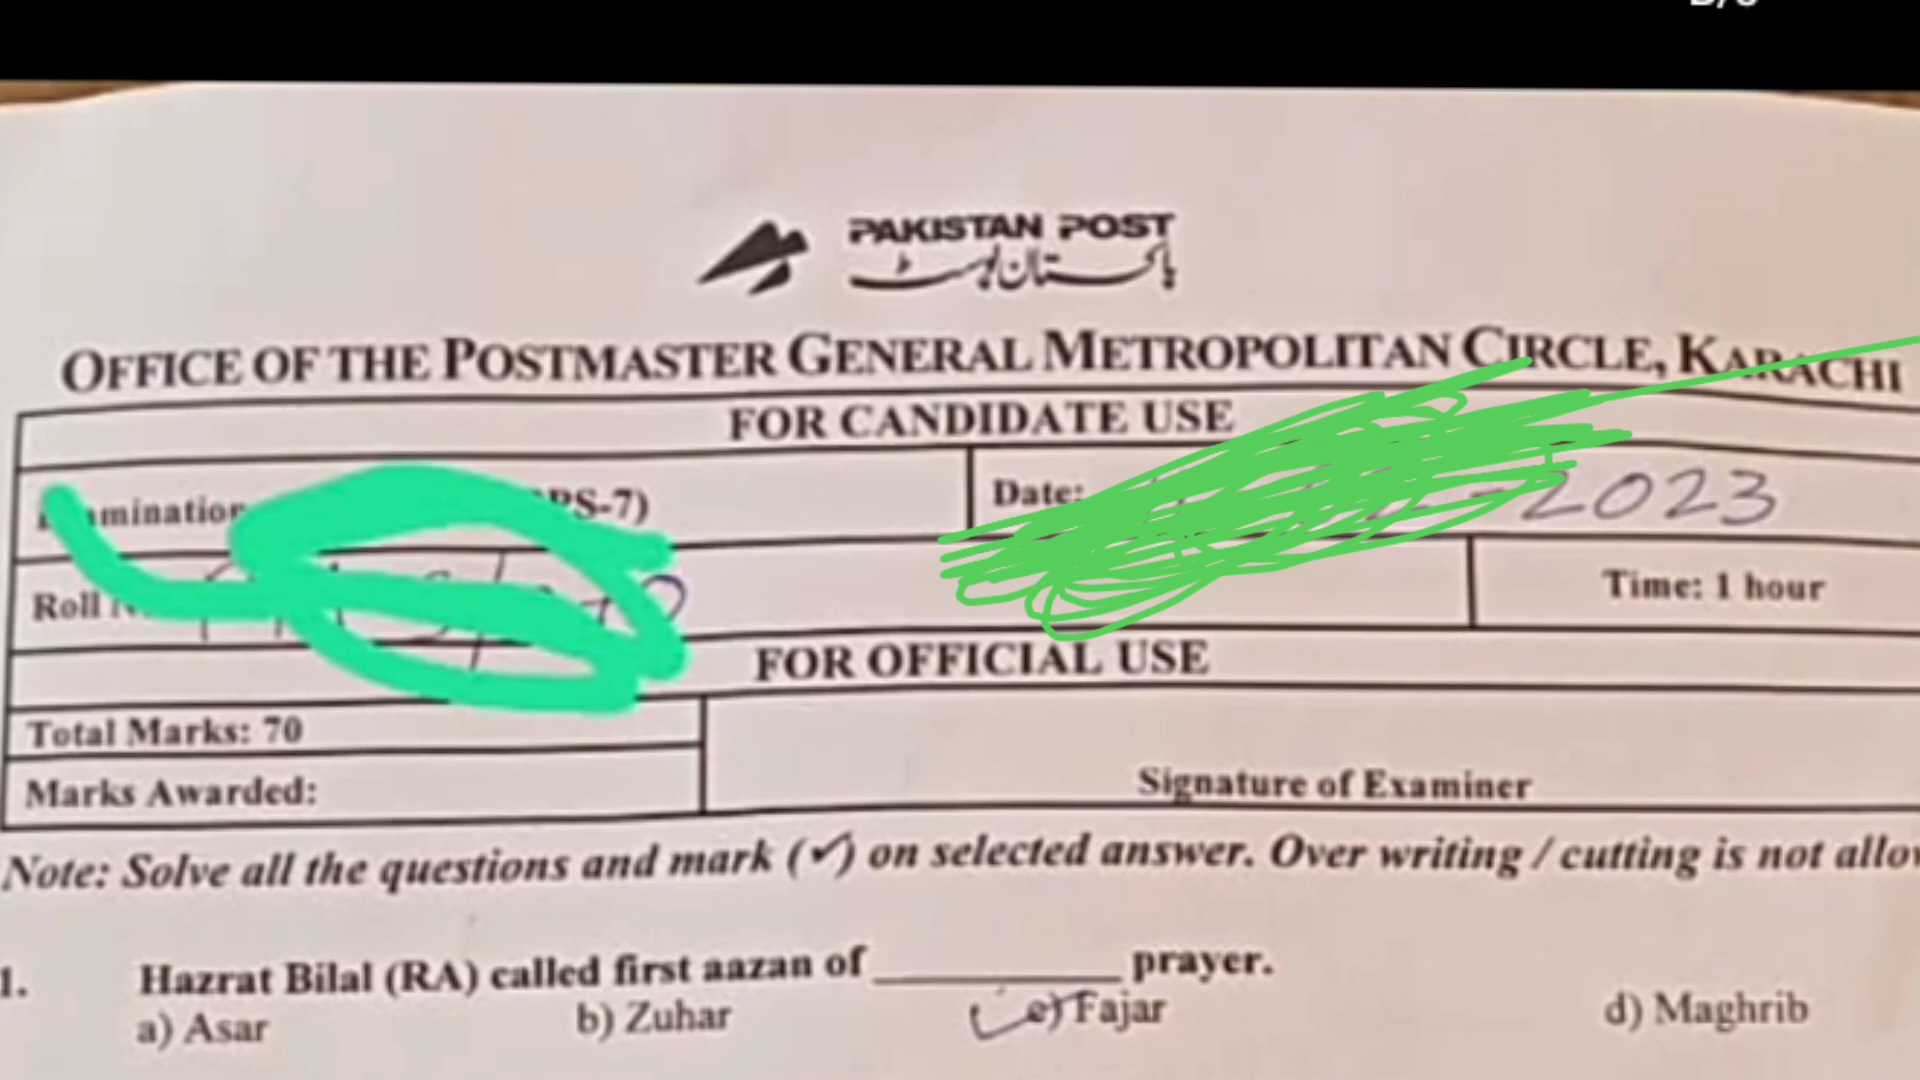 PAKISTAN POST
پاکستان پوسٹ
OFFICE OF THE POSTMASTER GENERAL METROPOLITAN CIRCLE, KARACHI
FOR CANDIDATE USE
PS-7) Date: -2023
Roll Time: 1 hour
FOR OFFICIAL USE
Total Marks: 70
Marks Awarded: Signature of Examiner
Note: Solve all the questions and mark (✓) on selected answer. Over writing / cutting is not
1. Hazrat Bilal (RA) called first aazan of __________ prayer.
a) Asar b) Zuhar c) Fajar d) Maghrib